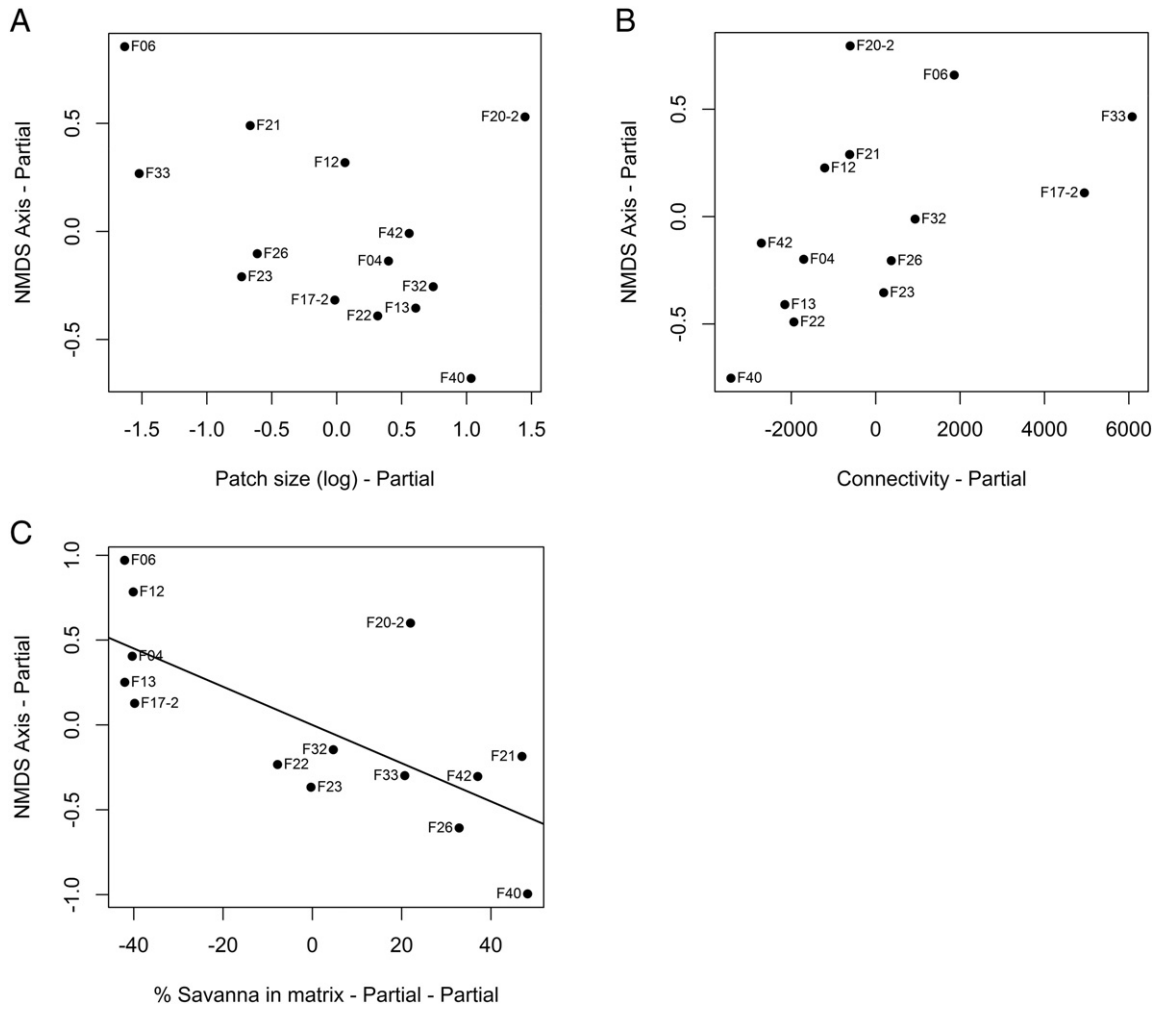 A
NMDS Axis - Partial
0.5
0.0
-0.5
F06
F21
F20-2
F12
F33
F42
F26
F04
F23
F32
F17-2
F13
F22
F40
-1.5 -1.0 -0.5 0.0 0.5 1.0 1.5
Patch size (log) - Partial
B
NMDS Axis - Partial
0.5
0.0
-0.5
F20-2
F06
F33
F21
F12
F17-2
F32
F42
F04
F26
F23
F13
F22
F40
-2000 0 2000 4000 6000
Connectivity - Partial
C
NMDS Axis - Partial
1.0
0.5
0.0
-0.5
-1.0
F06
F12
F20-2
F04
F13
F17-2
F32
F21
F22
F33
F42
F23
F26
F40
-40 -20 0 20 40
% Savanna in matrix - Partial - Partial